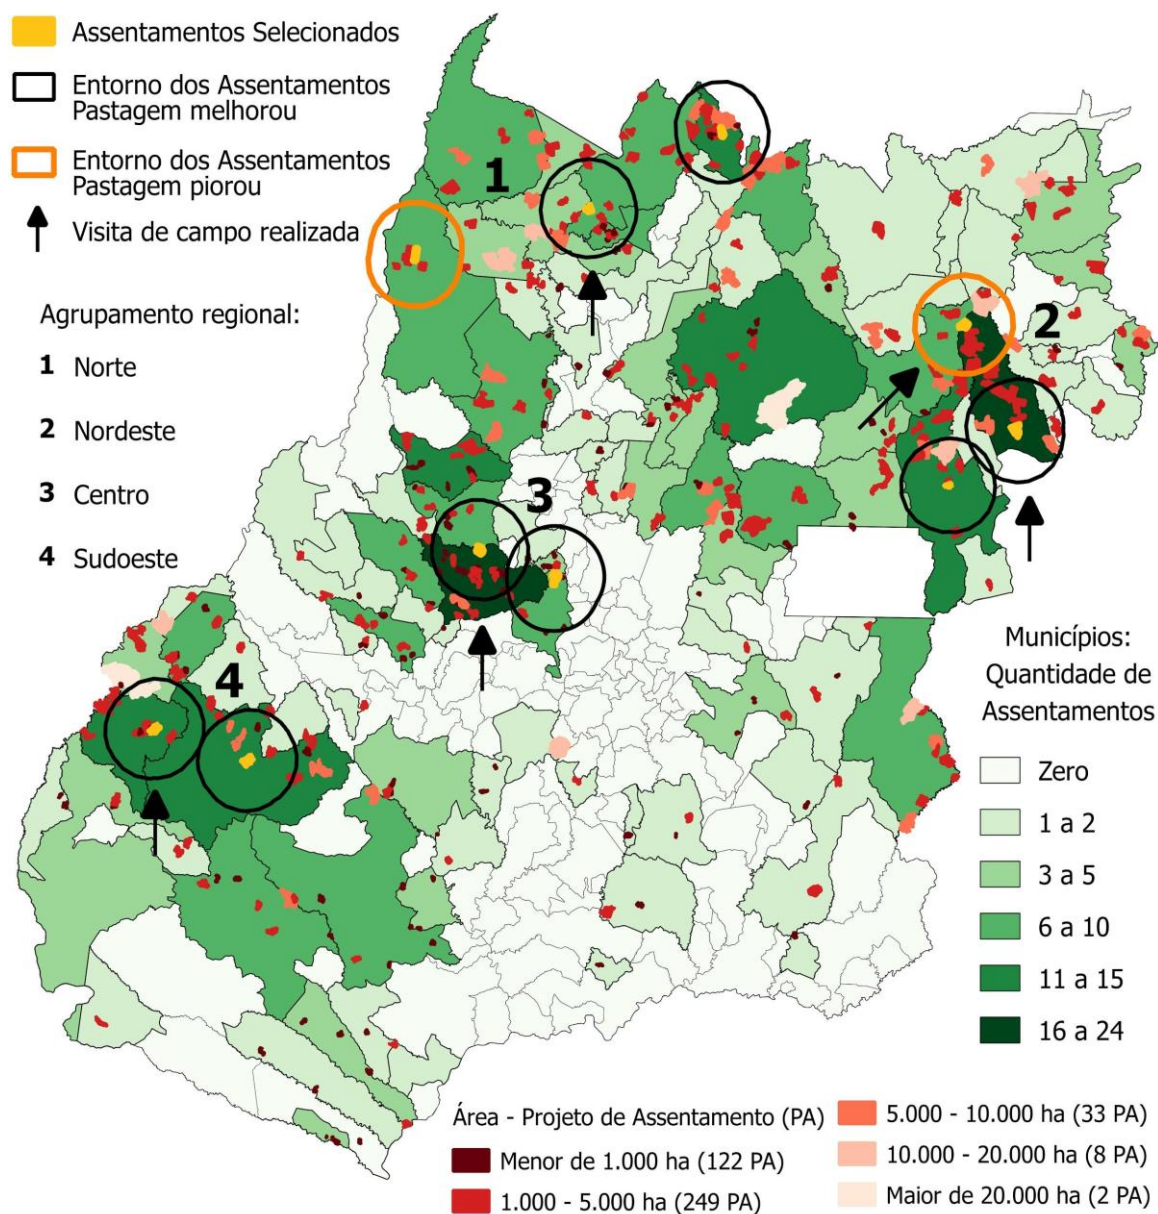 Assentamentos Selecionados
Entorno dos Assentamentos
Pastagem melhorou
Entorno dos Assentamentos
Pastagem piorou
Visita de campo realizada
Agrupamento regional:
1 Norte
2 Nordeste
3 Centro
4 Sudoeste
1
2
3
4
Municípios:
Quantidade de
Assentamentos
Zero
1 a 2
3 a 5
6 a 10
11 a 15
16 a 24
Área - Projeto de Assentamento (PA)
Menor de 1.000 ha (122 PA)
1.000 - 5.000 ha (249 PA)
5.000 - 10.000 ha (33 PA)
10.000 - 20.000 ha (8 PA)
Maior de 20.000 ha (2 PA)